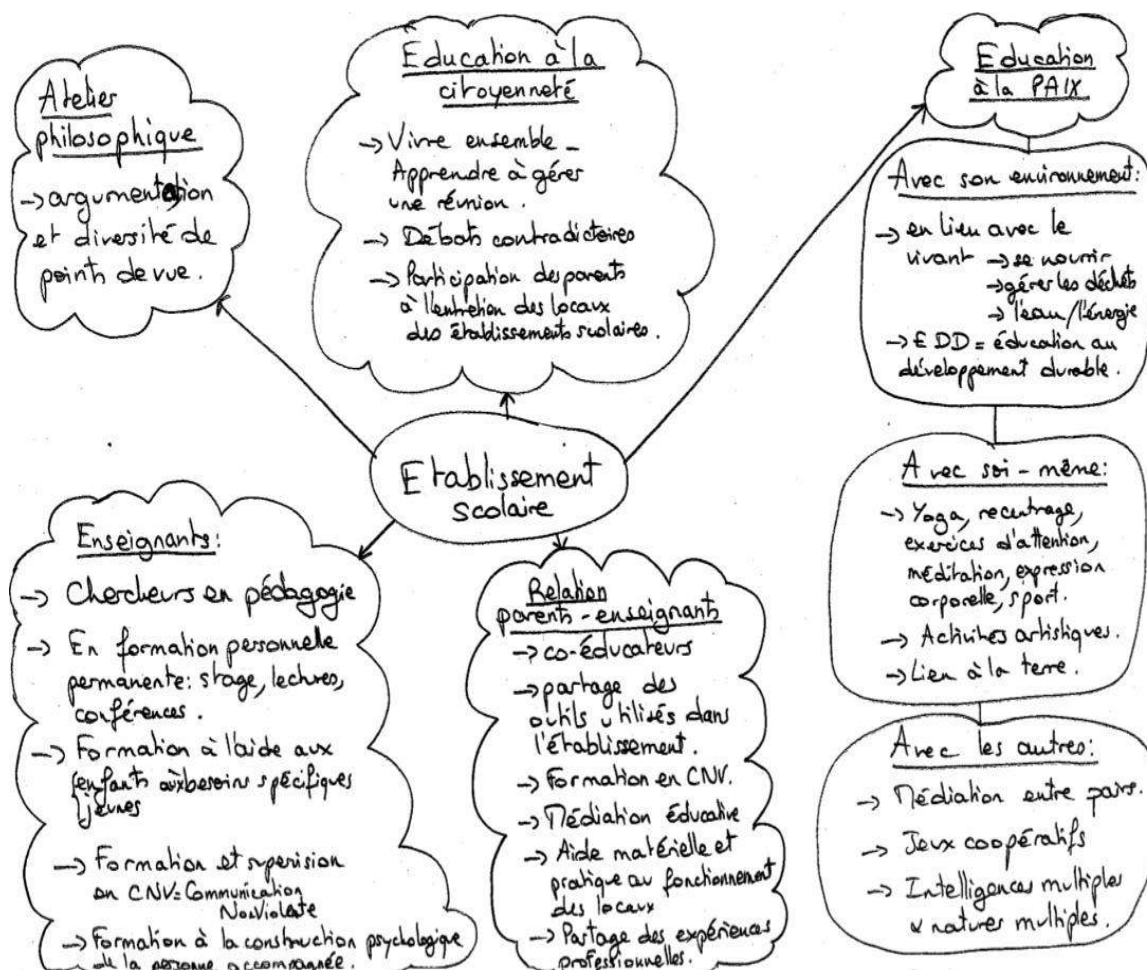 Atelier
philosophique
→ argumentation
et diversité de
points de vue.
Education à la
citoyenneté
→ Vivre ensemble -
Apprendre à gérer
une réunion.
→ Débats contradictoires
→ Participation des parents
à l'entretien des locaux
des établissements scolaires.
Education
à la PAIX
Avec son environnement:
→ en lien avec le
vivant → se nourrir
→ gérer les déchets
→ l'eau/l'énergie
→ EDD = éducation au
développement durable.
Avec soi-même:
→ Yoga, recentrage,
exercices d'attention,
méditation, expression
corporelle, sport.
→ Activités artistiques.
→ Lien à la terre.
Avec les autres:
→ Médiation entre pairs.
→ Jeux coopératifs
→ Intelligences multiples
& natures multiples.
Etablissement
scolaire
Enseignants:
→ Chercheurs en pédagogie
→ En formation personnelle
permanente: stage, lectures,
conférences.
→ Formation à l'aide aux
enfants à besoins spécifiques
jeunes
→ Formation et supervision
en CNV = Communication
NonViolente
→ Formation à la construction psychologique
de la personne accompagnée.
Relation
parents-enseignants
→ co-éducateurs
→ partage des
outils utilisés dans
l'établissement.
→ Formation en CNV.
→ Médiation éducative
→ Aide matérielle et
pratique au fonctionnement
des locaux
→ Partage des expériences
professionnelles.